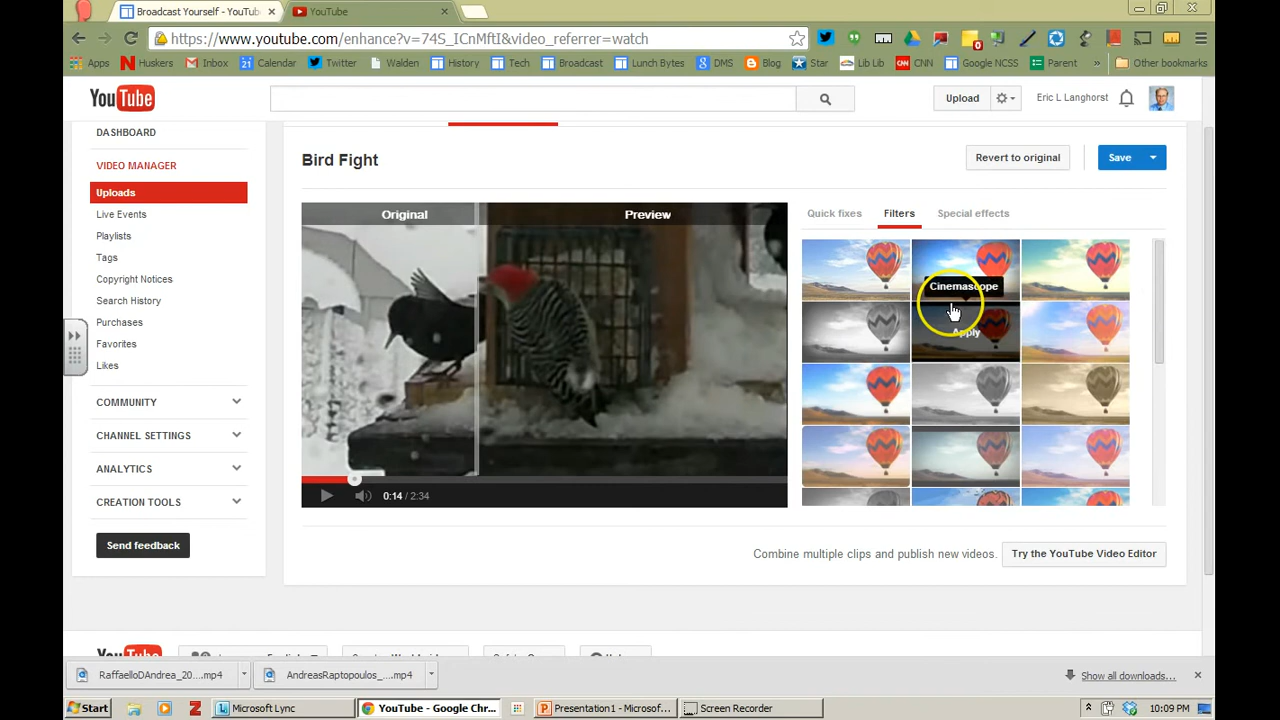 Broadcast Yourself - YouTub
YouTube
https://www.youtube.com/enhance?v=74S_ICnMftI&video_referrer=watch
0
Apps Huskers Inbox Calendar Twitter Walden History Tech Broadcast Lunch Bytes DMS Blog Star Lib Lib CNN Google NCSS Parent » Other bookmarks
31
YouTube
Upload
Eric L Langhorst
DASHBOARD
VIDEO MANAGER
Uploads
Live Events
Playlists
Tags
Copyright Notices
Search History
Purchases
Favorites
Likes
COMMUNITY
CHANNEL SETTINGS
ANALYTICS
CREATION TOOLS
Send feedback
Bird Fight
Revert to original
Save
Original
Preview
0:14 / 2:34
Quick fixes
Filters
Special effects
Cinemascope
Apply
Combine multiple clips and publish new videos.
Try the YouTube Video Editor
RaffaelloDAndrea_20....mp4
AndreasRaptopoulos_....mp4
Show all downloads...
Start
Microsoft Lync
YouTube - Google Chr...
Presentation1 - Microsof...
Screen Recorder
10:09 PM